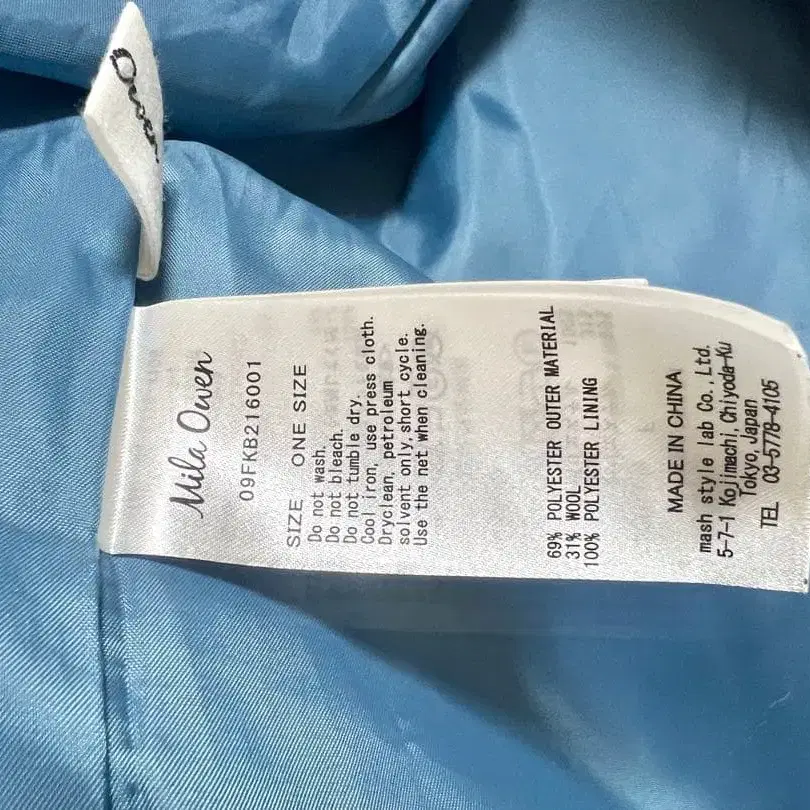 Owen
Mila Owen
09FKB216001
SIZE ONE SIZE
Do not wash.
Do not bleach.
Do not tumble dry.
Cool iron, use press cloth.
Dryclean, petroleum
solvent only, short cycle.
Use the net when cleaning.
69% POLYESTER OUTER MATERIAL
31% WOOL
100% POLYESTER LINING
MADE IN CHINA
mash style lab Co., Ltd.
5-7-1 Kojimachi, Chiyoda-Ku
Tokyo, Japan
TEL 03-5778-4105